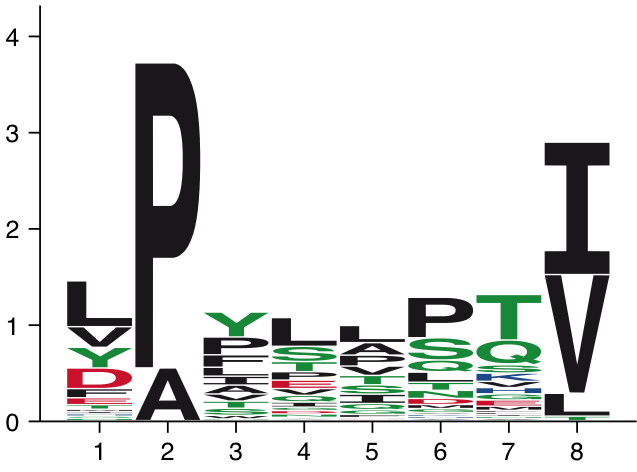 4
3
2
1
0
L V Y D F
P A
Y P F L I A V T S
L S T P E V Q
L A P V T S I Q
P S Q L T N D
T Q S K V H Q E M
I V L T
1 2 3 4 5 6 7 8